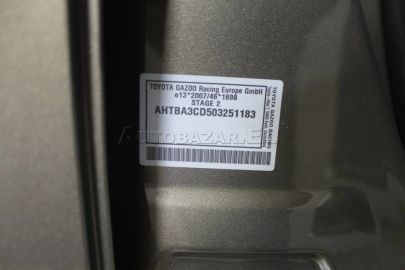 TOYOTA GAZOO Racing Europe GmbH
e13*2007/46*1698
STAGE 2
AHTBA3CD503251183
TOYOTA GAZOO RACING
AUTOBAZAR.EU